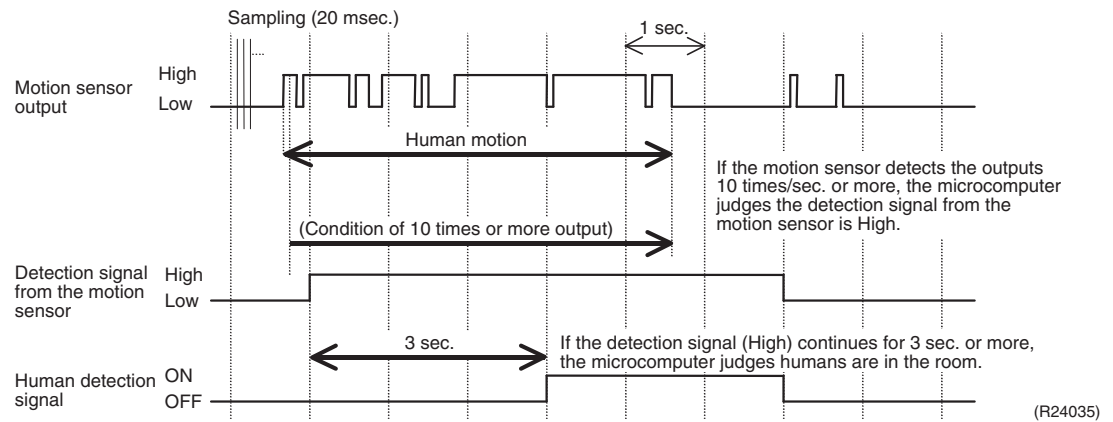 Sampling (20 msec.)
1 sec.
....
Motion sensor
output
High
Low
Human motion
If the motion sensor detects the outputs
10 times/sec. or more, the microcomputer
judges the detection signal from the
motion sensor is High.
(Condition of 10 times or more output)
Detection signal
from the motion
sensor
High
Low
3 sec.
If the detection signal (High) continues for 3 sec. or more,
the microcomputer judges humans are in the room.
Human detection
signal
ON
OFF
(R24035)